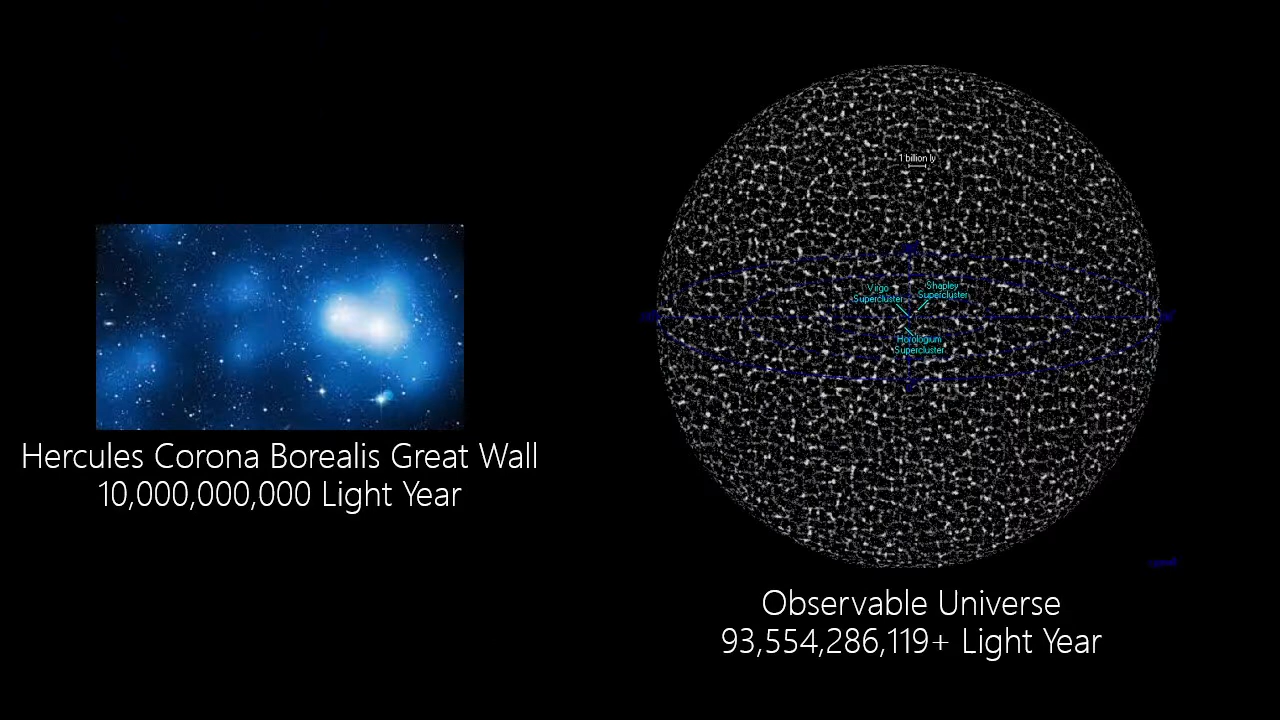 Hercules Corona Borealis Great Wall
10,000,000,000 Light Year
1 billion ly
Virgo
Supercluster
Shapley
Supercluster
Horologium
Supercluster
Observable Universe
93,554,286,119+ Light Year